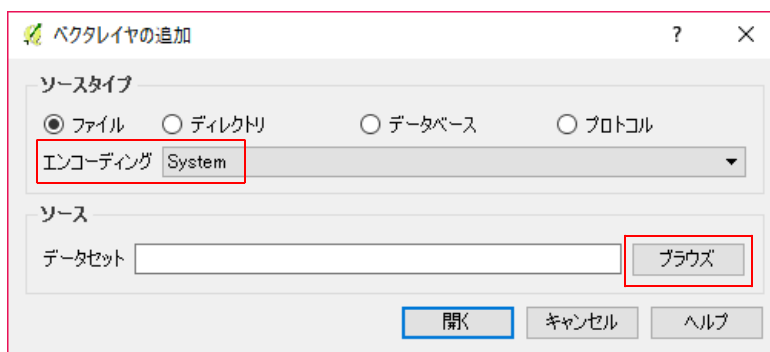 ベクタレイヤの追加 ?
ソースタイプ
ファイル ディレクトリ データベース プロトコル
エンコーディング System
ソース
データセット ブラウズ
開く キャンセル ヘルプ